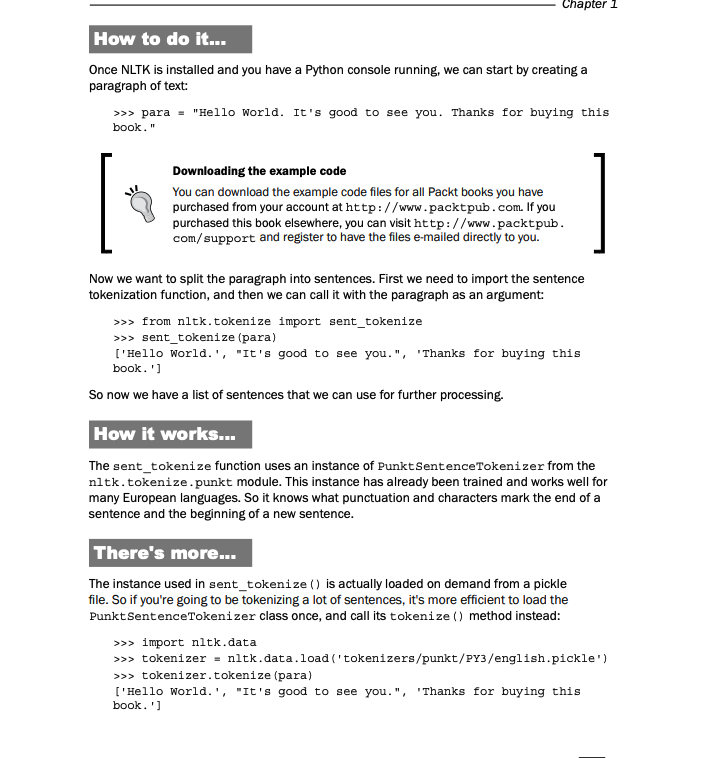 Chapter 1
How to do it...
Once NLTK is installed and you have a Python console running, we can start by creating a
paragraph of text:
>>> para = "Hello World. It's good to see you. Thanks for buying this
book."
Downloading the example code
You can download the example code files for all Packt books you have
purchased from your account at http://www.packtpub.com. If you
purchased this book elsewhere, you can visit http://www.packtpub.
com/support and register to have the files e-mailed directly to you.
Now we want to split the paragraph into sentences. First we need to import the sentence
tokenization function, and then we can call it with the paragraph as an argument:
>>> from nltk.tokenize import sent_tokenize
>>> sent_tokenize(para)
['Hello World.', "It's good to see you.", 'Thanks for buying this
book.']
So now we have a list of sentences that we can use for further processing.
How it works...
The sent_tokenize function uses an instance of PunktSentenceTokenizer from the
nltk.tokenize.punkt module. This instance has already been trained and works well for
many European languages. So it knows what punctuation and characters mark the end of a
sentence and the beginning of a new sentence.
There's more...
The instance used in sent_tokenize() is actually loaded on demand from a pickle
file. So if you're going to be tokenizing a lot of sentences, it's more efficient to load the
PunktSentenceTokenizer class once, and call its tokenize() method instead:
>>> import nltk.data
>>> tokenizer = nltk.data.load('tokenizers/punkt/PY3/english.pickle')
>>> tokenizer.tokenize(para)
['Hello World.', "It's good to see you.", 'Thanks for buying this
book.']